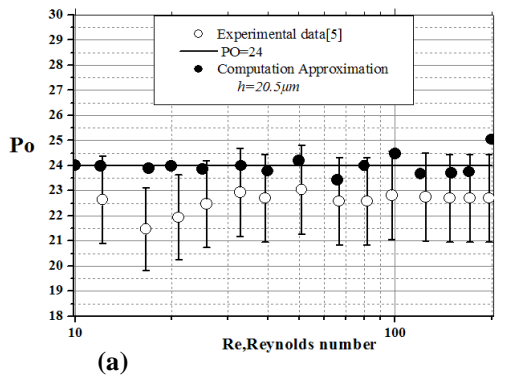 30
29
28
27
26
25
24
23
22
21
20
19
18
Po
Experimental data[5]
PO=24
Computation Approximation
h=20.5μm
10
100
Re,Reynolds number
(a)